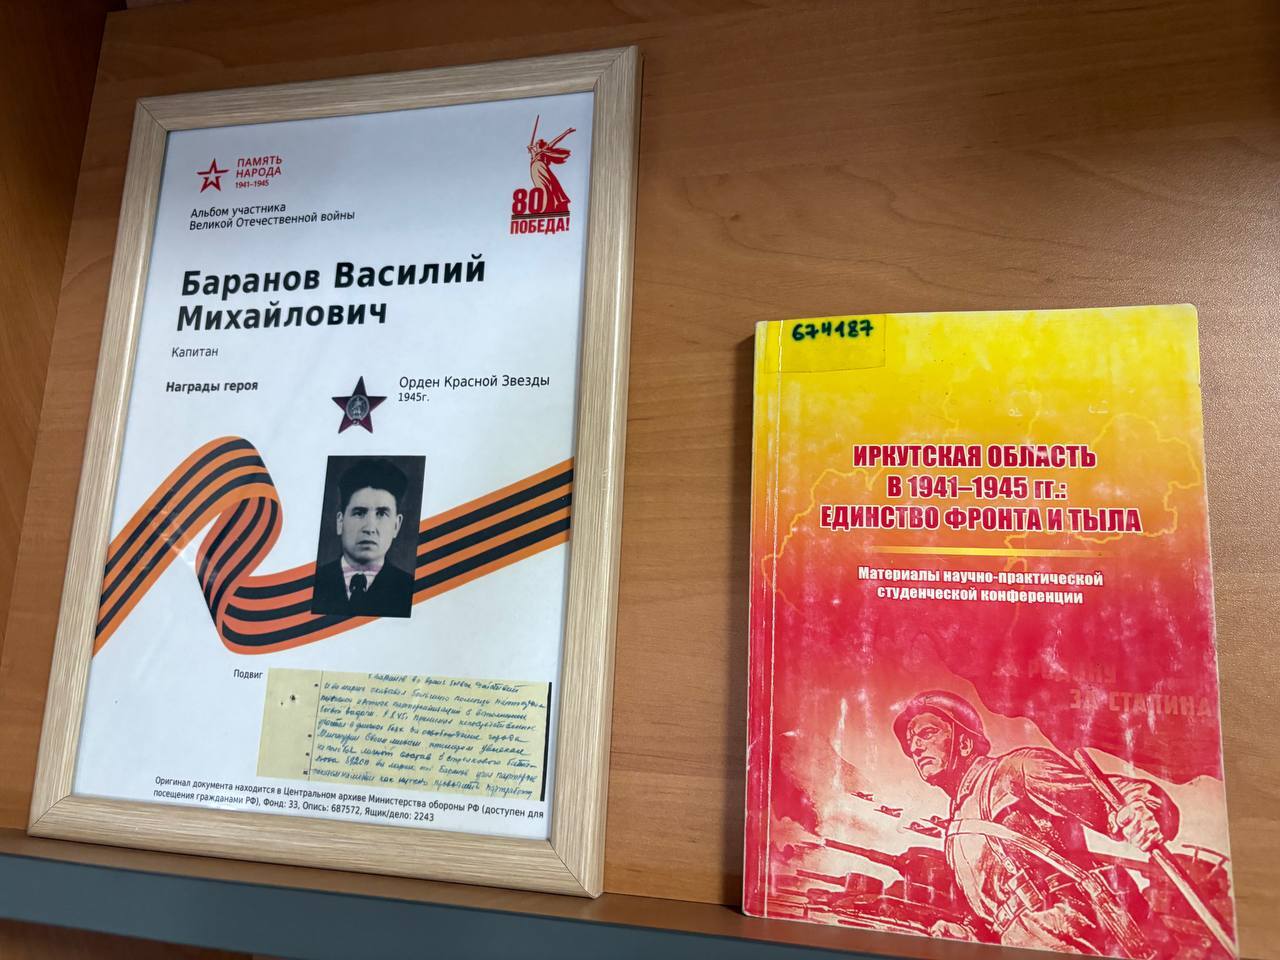 ПАМЯТЬ
НАРОДА
1941–1945
80
ПОБЕДА!
Альбом участника
Великой Отечественной войны
Баранов Василий
Михайлович
Капитан
Награды героя
Орден Красной Звезды
1945г.
Подвиг
Оригинал документа находится в Центральном архиве Министерства обороны РФ (доступен для
посещения гражданами РФ), Фонд: 33, Опись: 687572, Ящик/дело: 2243
674187
ИРКУТСКАЯ ОБЛАСТЬ
В 1941–1945 ГГ.:
ЕДИНСТВО ФРОНТА И ТЫЛА
Материалы научно-практической
студенческой конференции
ЗА СТАЛИНА